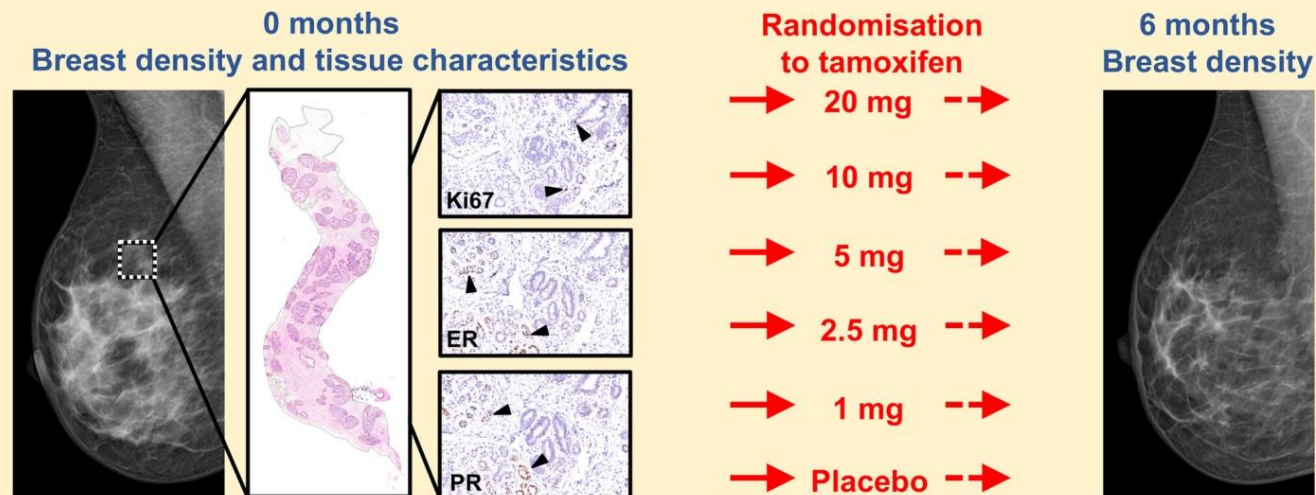 0 months
Breast density and tissue characteristics
Ki67
ER
PR
Randomisation
to tamoxifen
20 mg
10 mg
5 mg
2.5 mg
1 mg
Placebo
6 months
Breast density